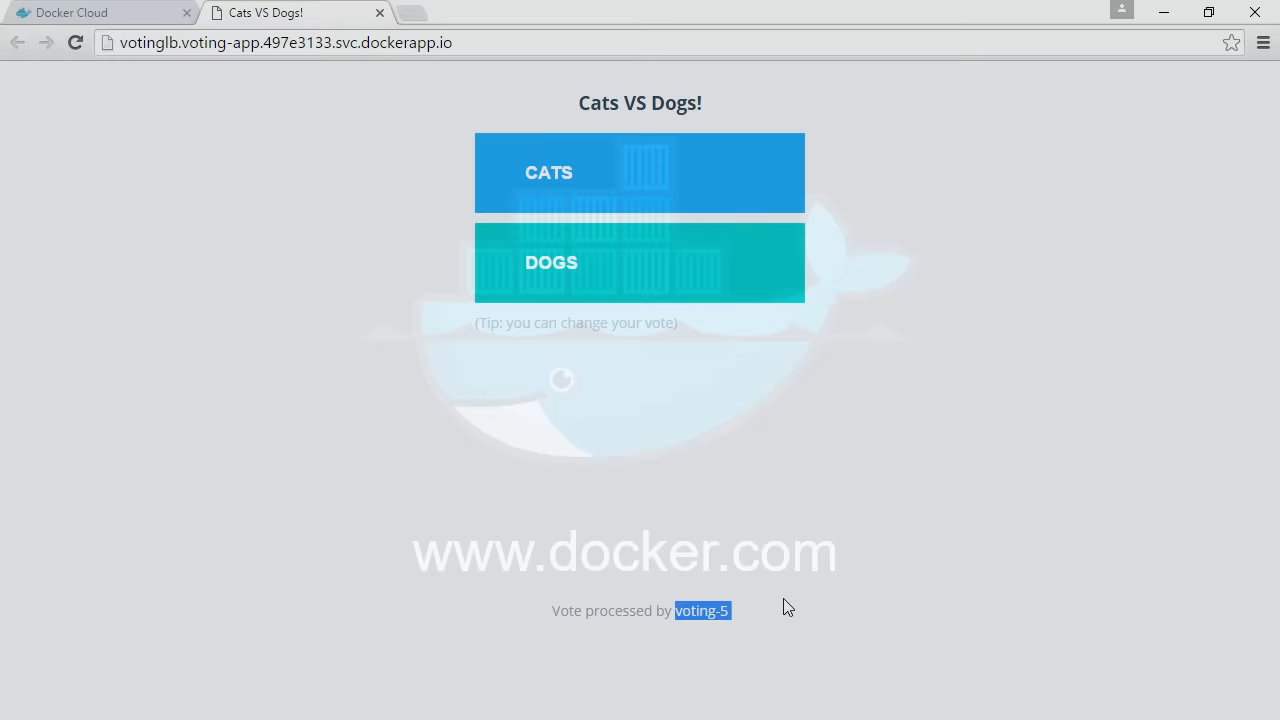 Docker Cloud
Cats VS Dogs!
votinglb.voting-app.497e3133.svc.dockerapp.io
Cats VS Dogs!
CATS
DOGS
(Tip: you can change your vote)
www.docker.com
Vote processed by voting-5